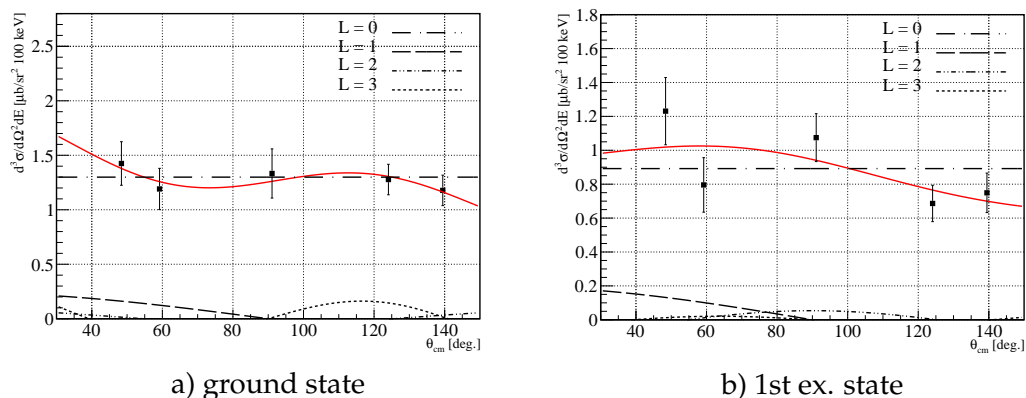 d³σ/dΩ²dE [μb/sr² 100 keV]
2.5
2
1.5
1
0.5
0
L = 0
L = 1
L = 2
L = 3
40
60
80
100
120
140
θcm [deg.]
a) ground state
d³σ/dΩ²dE [μb/sr² 100 keV]
1.8
1.6
1.4
1.2
1
0.8
0.6
0.4
0.2
0
L = 0
L = 1
L = 2
L = 3
40
60
80
100
120
140
θcm [deg.]
b) 1st ex. state